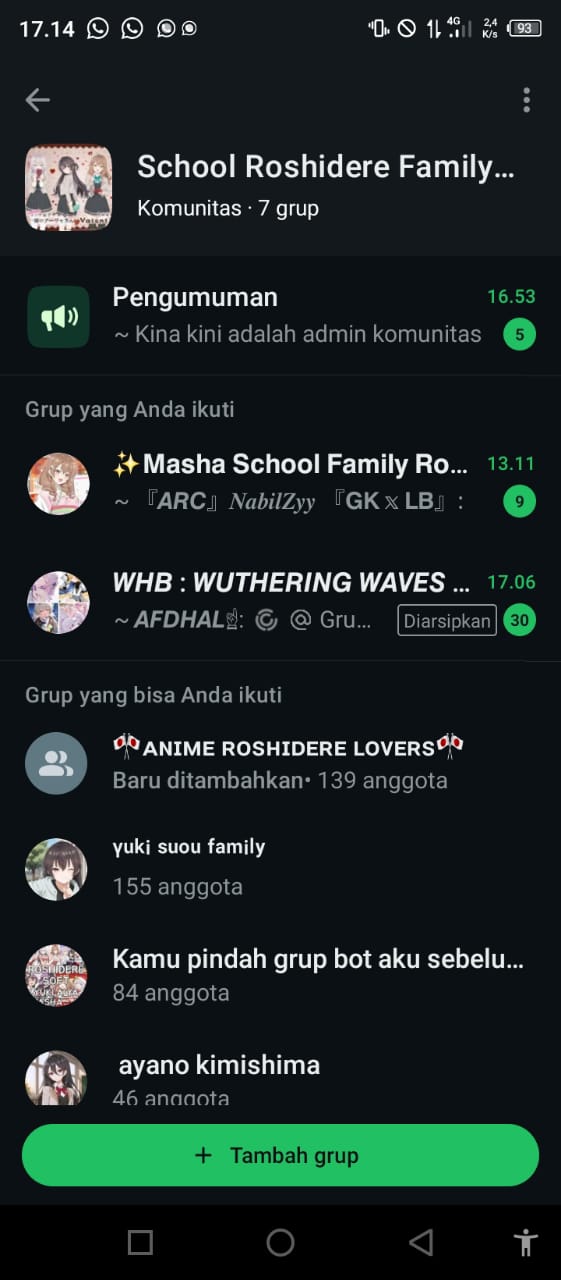 17.14
4G
2,4 K/s
93
School Roshidere Family...
Komunitas · 7 grup
Pengumuman
16.53
~ Kina kini adalah admin komunitas
5
Grup yang Anda ikuti
✨Masha School Family Ro...
13.11
~ 『ARC』 NabilZyy 『GK 𝕏 LB』 :
9
WHB : WUTHERING WAVES ...
17.06
~ AFDHAL☝: @ Gru...
Diarsipkan
30
Grup yang bisa Anda ikuti
🎌ANIME ROSHIDERE LOVERS🎌
Baru ditambahkan• 139 anggota
yuki suou family
155 anggota
Kamu pindah grup bot aku sebelu...
84 anggota
ROSHIDERE
ayano kimishima
46 anggota
+ Tambah grup